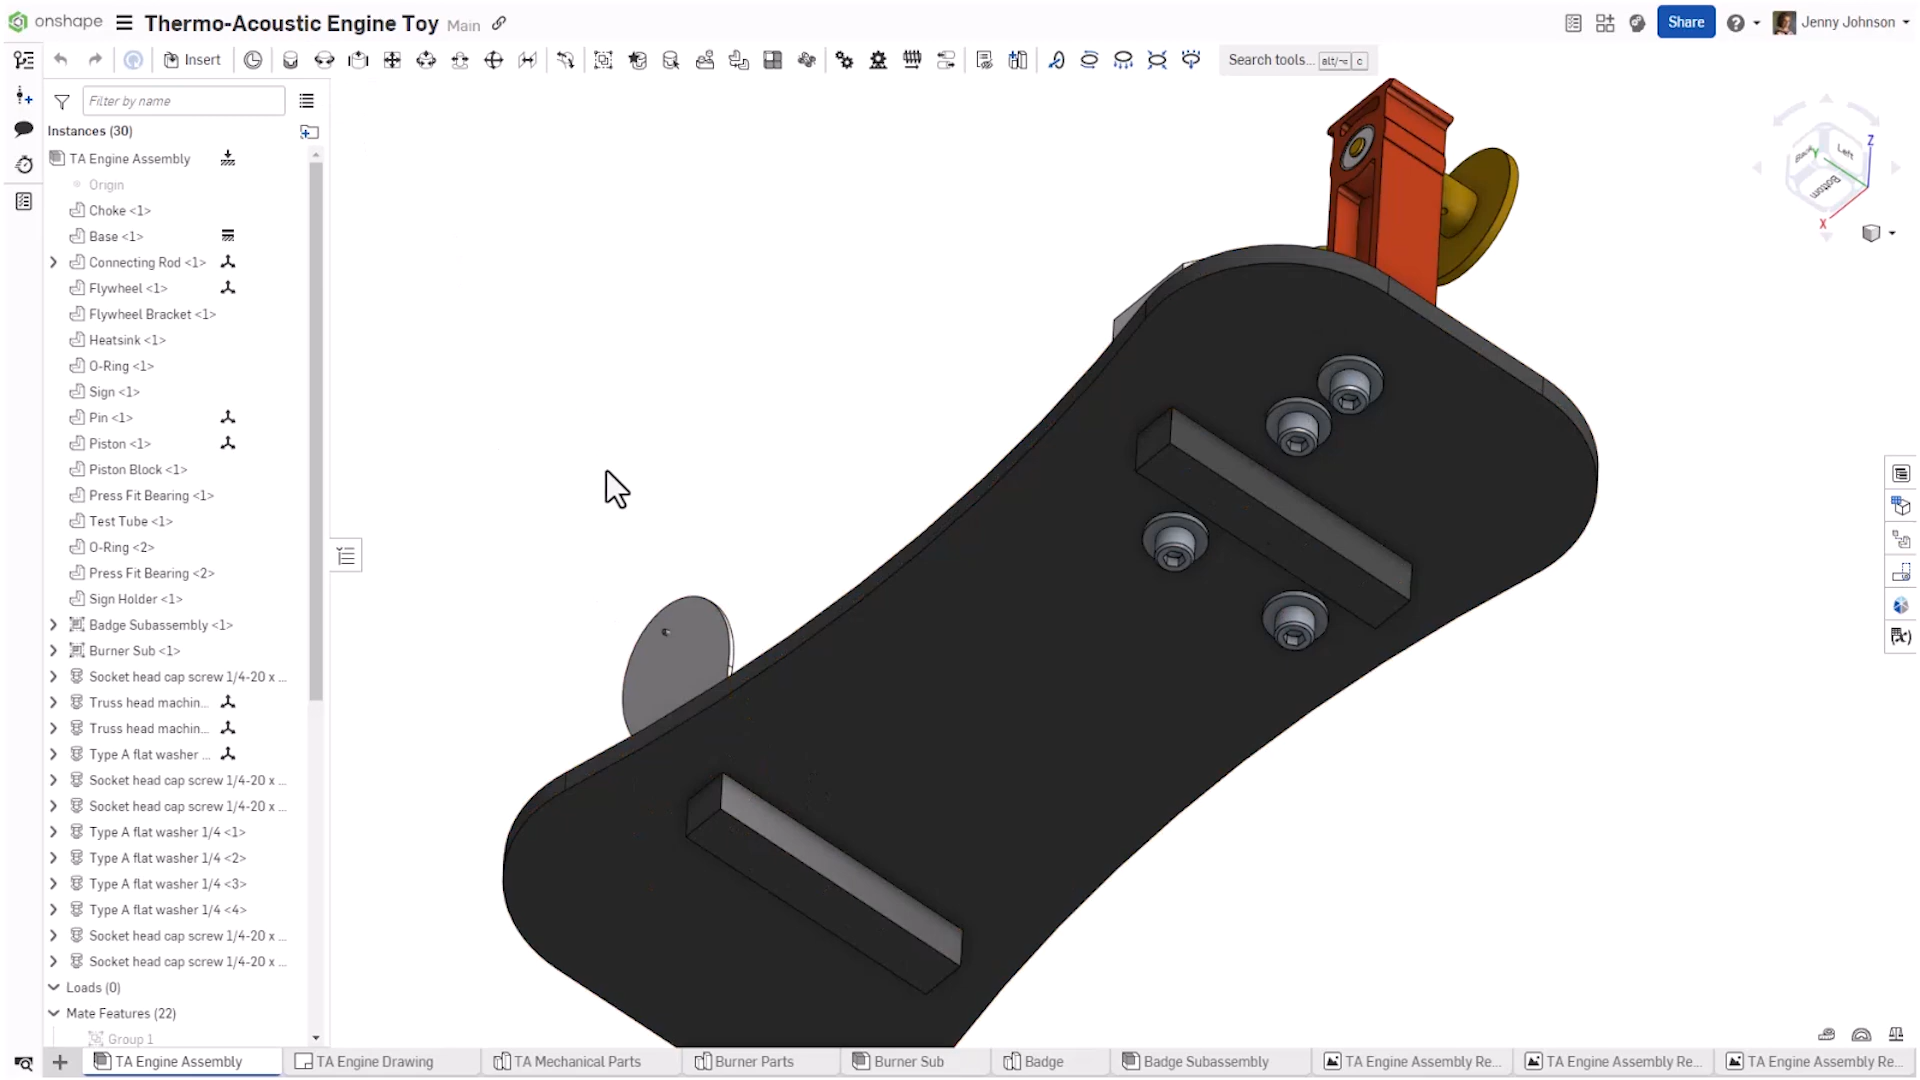 onshape
Thermo-Acoustic Engine Toy Main
Share
Jenny Johnson
Insert
Search tools... alt/⌥ c
Filter by name
Instances (30)
TA Engine Assembly
Origin
Choke <1>
Base <1>
Connecting Rod <1>
Flywheel <1>
Flywheel Bracket <1>
Heatsink <1>
O-Ring <1>
Sign <1>
Pin <1>
Piston <1>
Piston Block <1>
Press Fit Bearing <1>
Test Tube <1>
O-Ring <2>
Press Fit Bearing <2>
Sign Holder <1>
Badge Subassembly <1>
Burner Sub <1>
Socket head cap screw 1/4-20 x ...
Truss head machin...
Truss head machin...
Type A flat washer ...
Socket head cap screw 1/4-20 x ...
Socket head cap screw 1/4-20 x ...
Type A flat washer 1/4 <1>
Type A flat washer 1/4 <2>
Type A flat washer 1/4 <3>
Type A flat washer 1/4 <4>
Socket head cap screw 1/4-20 x ...
Socket head cap screw 1/4-20 x ...
Loads (0)
Mate Features (22)
Group 1
Z
Back
Y
Left
Bottom
X
TA Engine Assembly
TA Engine Drawing
TA Mechanical Parts
Burner Parts
Burner Sub
Badge
Badge Subassembly
TA Engine Assembly Re...
TA Engine Assembly Re...
TA Engine Assembly Re...